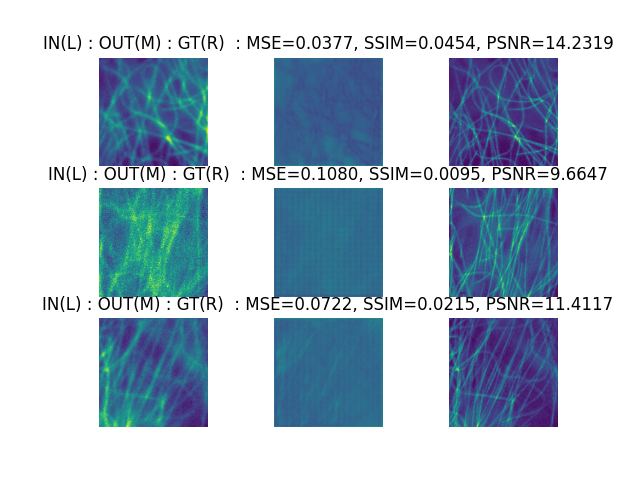 IN(L) : OUT(M) : GT(R)  : MSE=0.0377, SSIM=0.0454, PSNR=14.2319
IN(L) : OUT(M) : GT(R)  : MSE=0.1080, SSIM=0.0095, PSNR=9.6647
IN(L) : OUT(M) : GT(R)  : MSE=0.0722, SSIM=0.0215, PSNR=11.4117